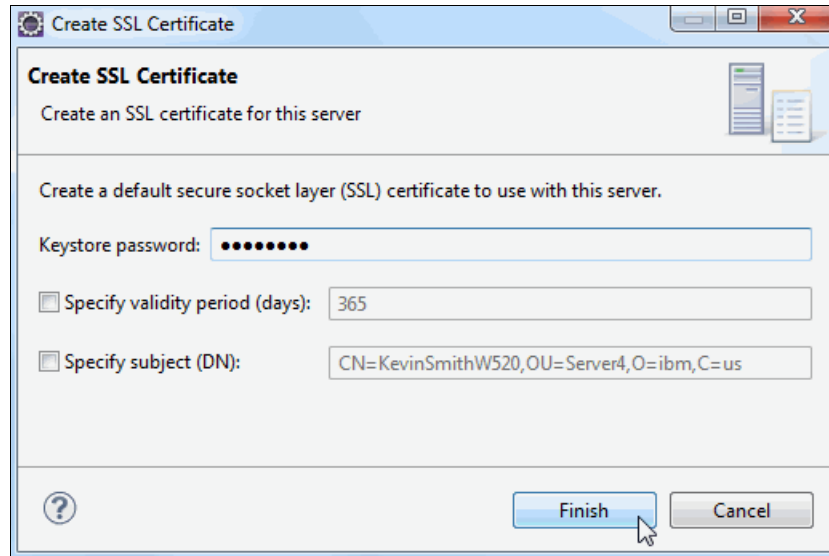 Create SSL Certificate
Create SSL Certificate
Create an SSL certificate for this server
Create a default secure socket layer (SSL) certificate to use with this server.
Keystore password: ●●●●●●●●
Specify validity period (days): 365
Specify subject (DN): CN=KevinSmithW520,OU=Server4,O=ibm,C=us
? Finish Cancel